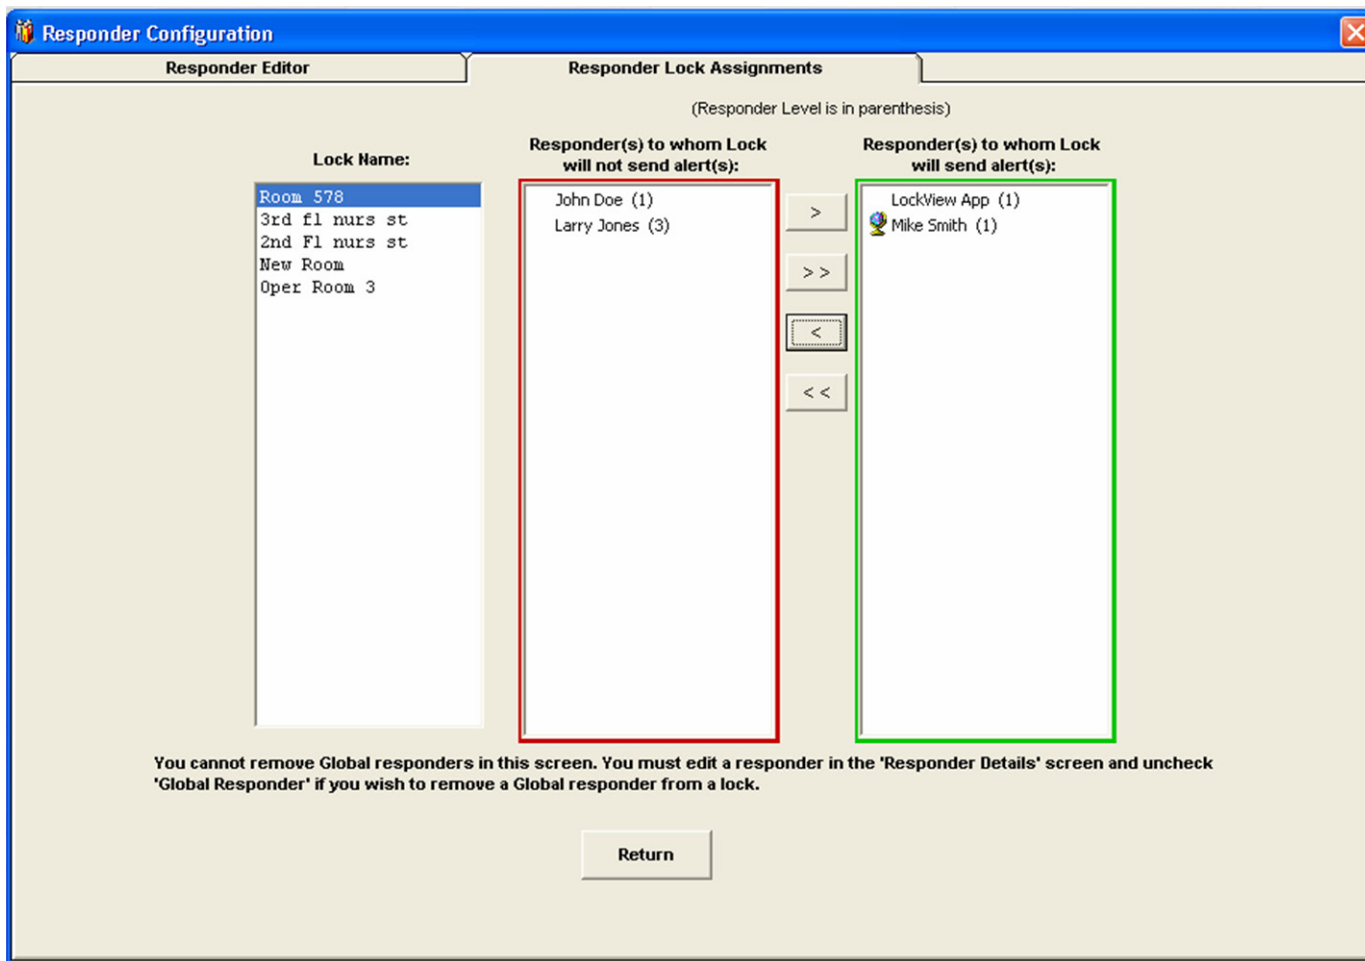 Responder Configuration
Responder Editor
Responder Lock Assignments
(Responder Level is in parenthesis)
Lock Name:
Responder(s) to whom Lock
will not send alert(s):
Responder(s) to whom Lock
will send alert(s):
Room 578
3rd fl nurs st
2nd Fl nurs st
New Room
Oper Room 3
John Doe (1)
Larry Jones (3)
>
>>
<
<<
LockView App (1)
Mike Smith (1)
You cannot remove Global responders in this screen. You must edit a responder in the 'Responder Details' screen and uncheck
'Global Responder' if you wish to remove a Global responder from a lock.
Return